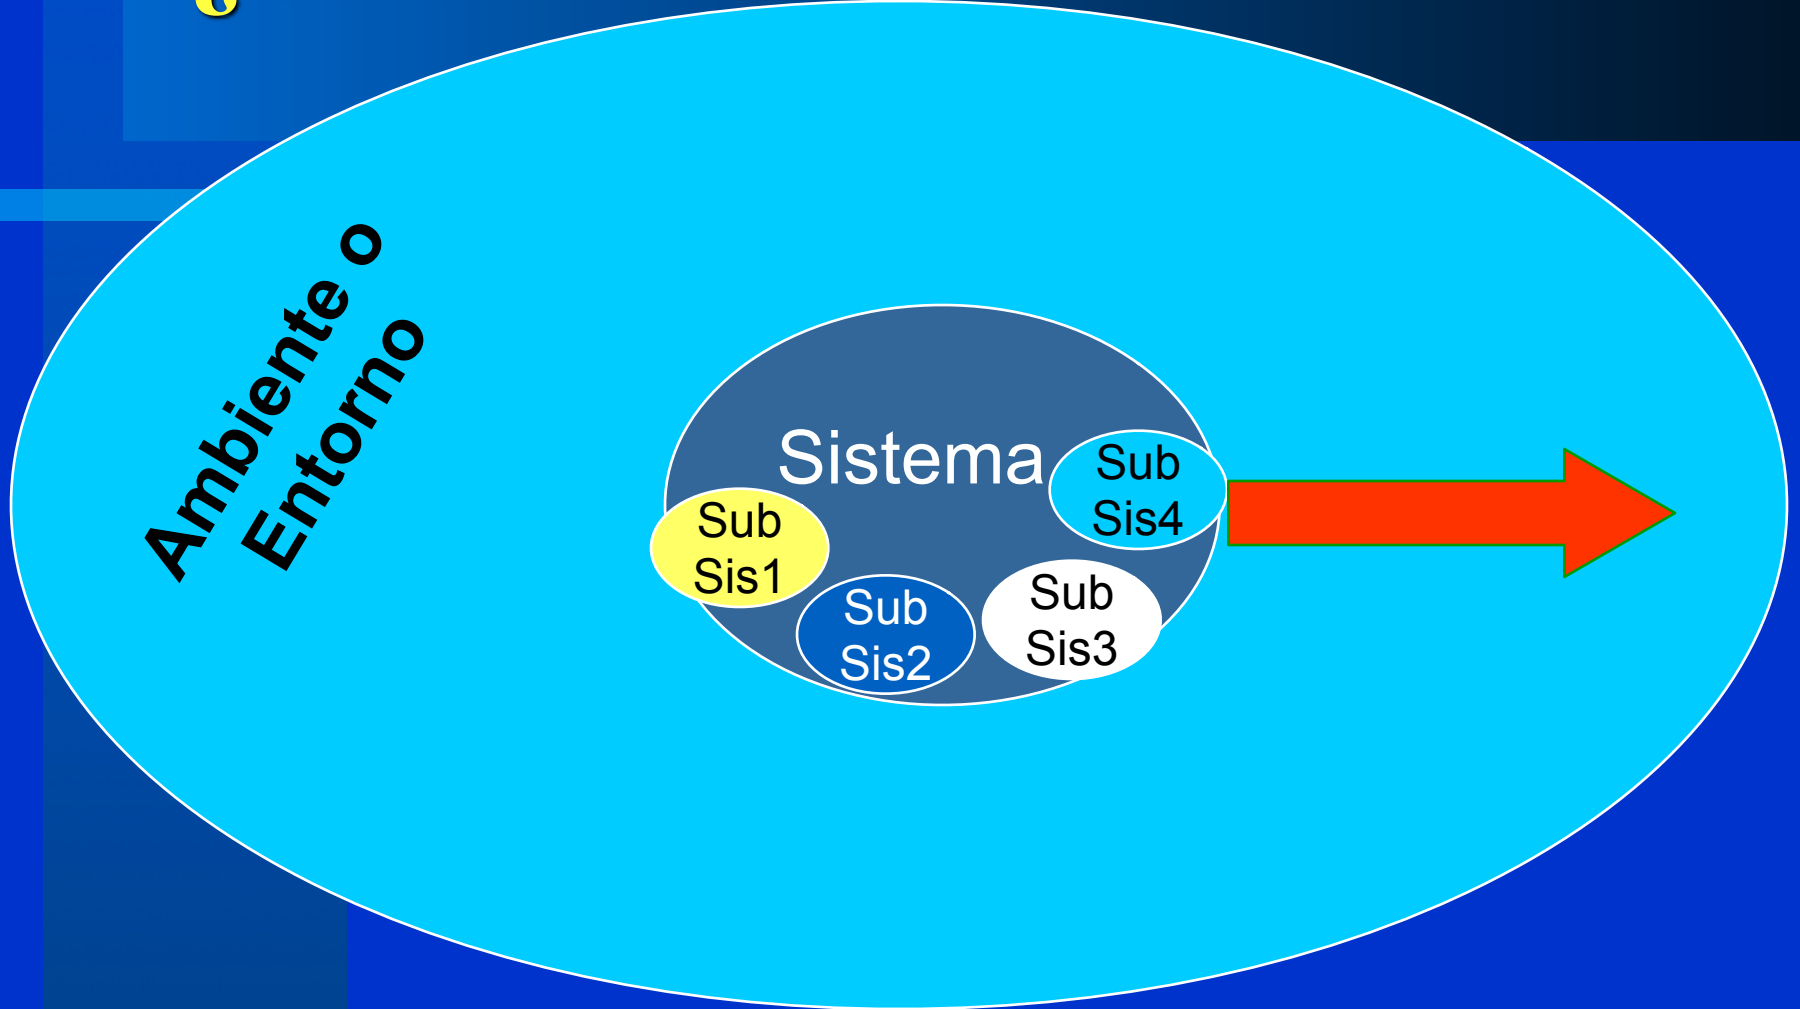 Ambiente o
Entorno
Sistema
Sub
Sis4
Sub
Sis1
Sub
Sis2
Sub
Sis3